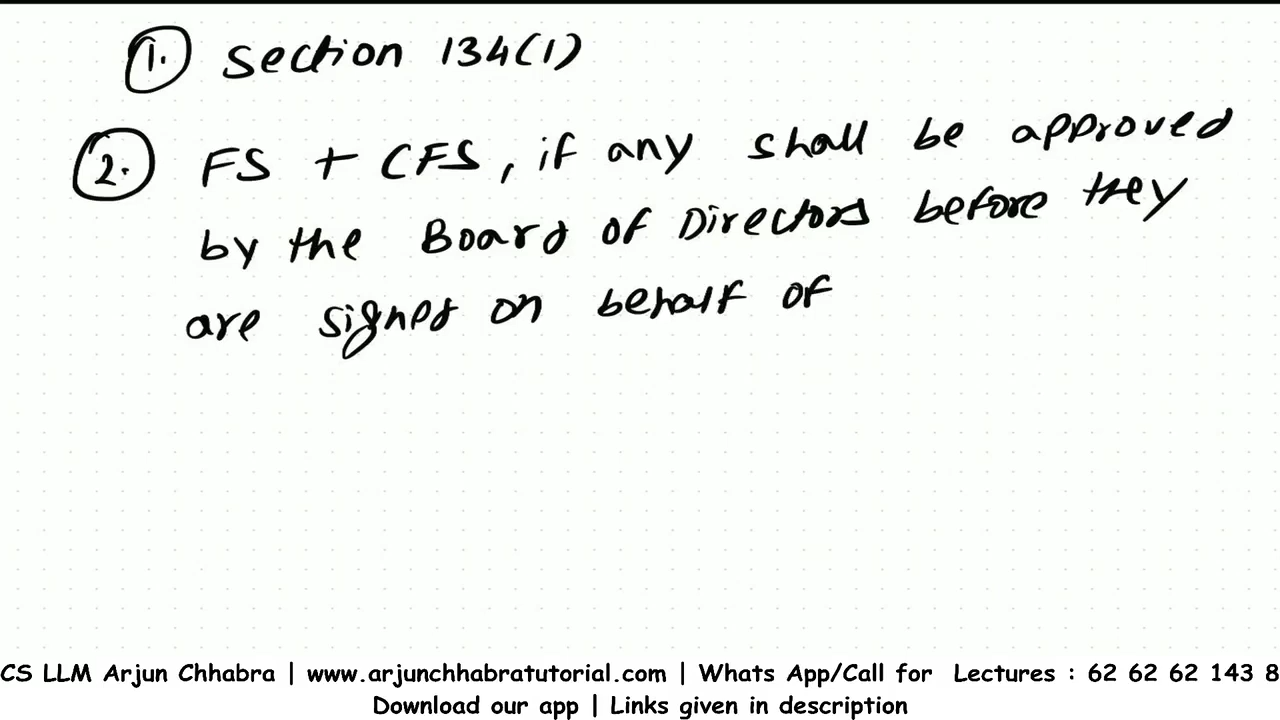 1. Section 134(1)
2. FS + CFS, if any shall be approved
by the Board of Directors before they
are signed on behalf of
CS LLM Arjun Chhabra | www.arjunchhabratutorial.com | Whats App/Call for Lectures : 62 62 62 143 8
Download our app | Links given in description